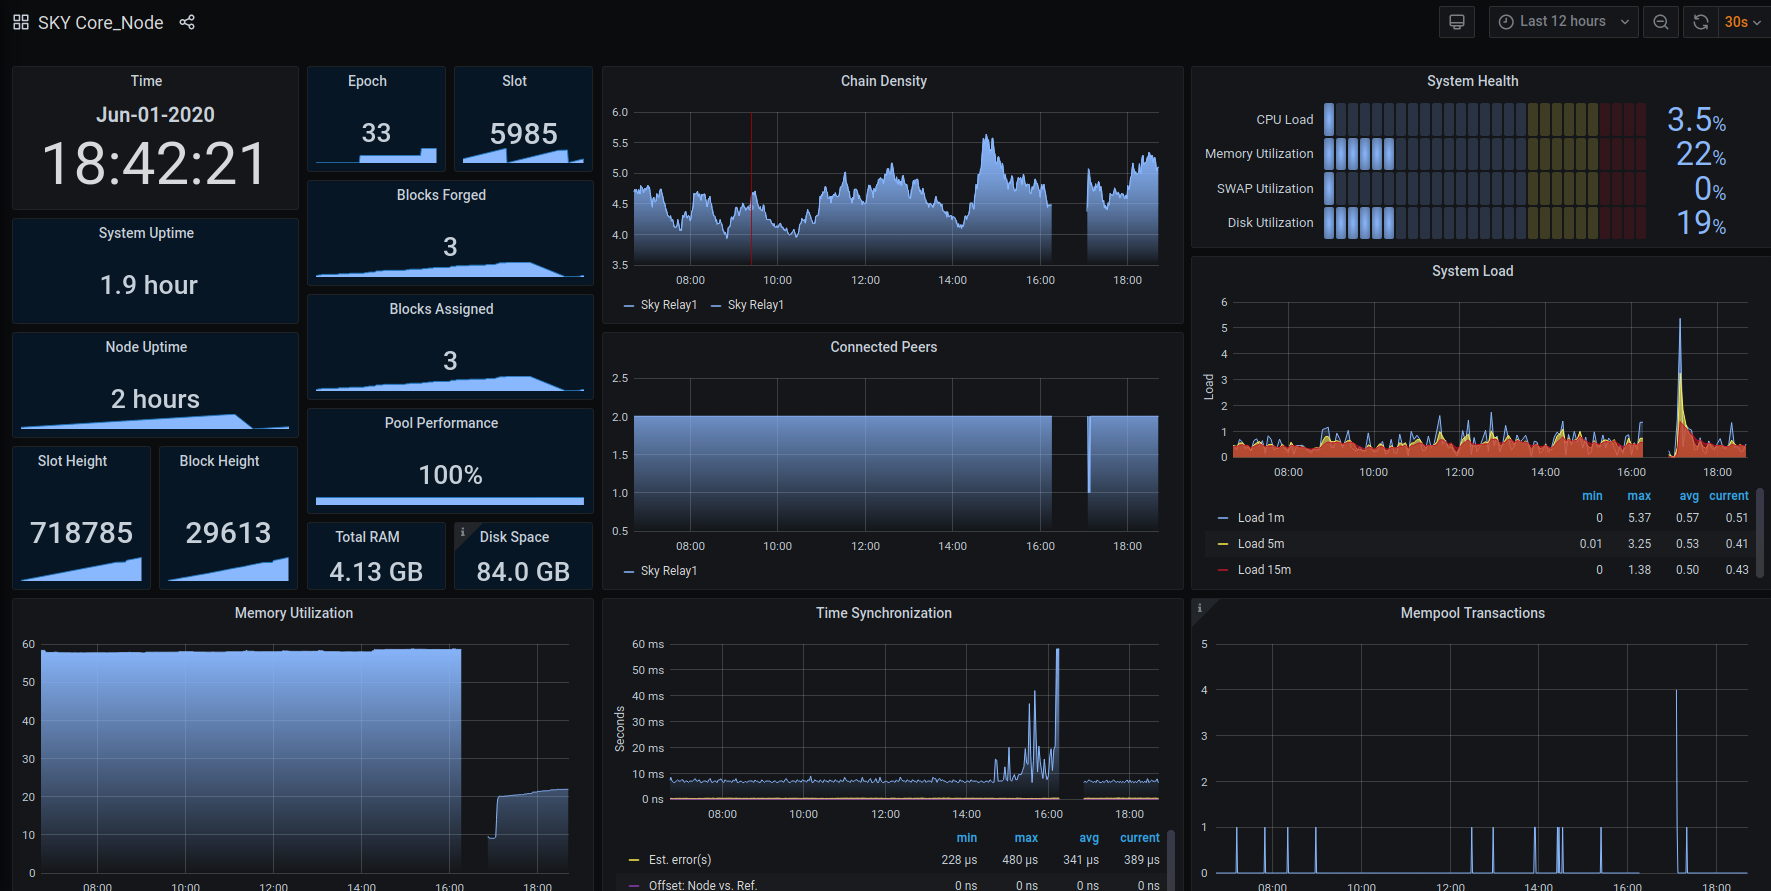 SKY Core_Node
Last 12 hours
30s
Time
Jun-01-2020
18:42:21
System Uptime
1.9 hour
Node Uptime
2 hours
Slot Height
718785
Block Height
29613
Epoch
33
Slot
5985
Blocks Forged
3
Blocks Assigned
3
Pool Performance
100%
Total RAM
4.13 GB
i
Disk Space
84.0 GB
Chain Density
6.0
5.5
5.0
4.5
4.0
3.5
08:00 10:00 12:00 14:00 16:00 18:00
Sky Relay1 Sky Relay1
Connected Peers
2.5
2.0
1.5
1.0
0.5
08:00 10:00 12:00 14:00 16:00 18:00
Sky Relay1
System Health
CPU Load 3.5%
Memory Utilization 22%
SWAP Utilization 0%
Disk Utilization 19%
System Load
Load
6
5
4
3
2
1
0
08:00 10:00 12:00 14:00 16:00 18:00
min max avg current
Load 1m 0 5.37 0.57 0.51
Load 5m 0.01 3.25 0.53 0.41
Load 15m 0 1.38 0.50 0.43
Memory Utilization
60
50
40
30
20
10
0
08:00 10:00 12:00 14:00 16:00 18:00
Time Synchronization
Seconds
60 ms
50 ms
40 ms
30 ms
20 ms
10 ms
0 ns
08:00 10:00 12:00 14:00 16:00 18:00
min max avg current
Est. error(s) 228 µs 480 µs 341 µs 389 µs
Offset: Node vs. Ref. 0 ns 0 ns 0 ns 0 ns
i
Mempool Transactions
5
4
3
2
1
0
08:00 10:00 12:00 14:00 16:00 18:00